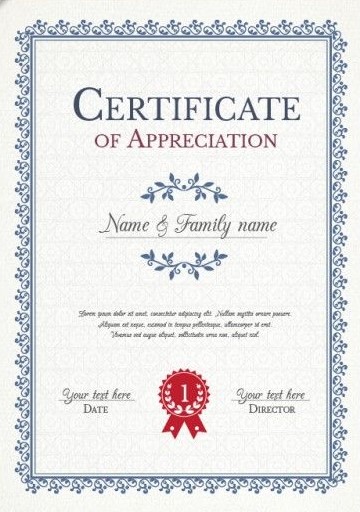 CERTIFICATE
OF APPRECIATION
Name & Family name
Lorem ipsum dolor sit amet, consectetur adipiscing elit. Nullam sagittis ornare posuere.
Aliquam est neque, euismod in tempus pellentesque, ullamcorper id est.
Vivamus sed augue aliquet, sollicitudin urna non, aliquet nisl.
Your text here
DATE
1
Your text here
DIRECTOR